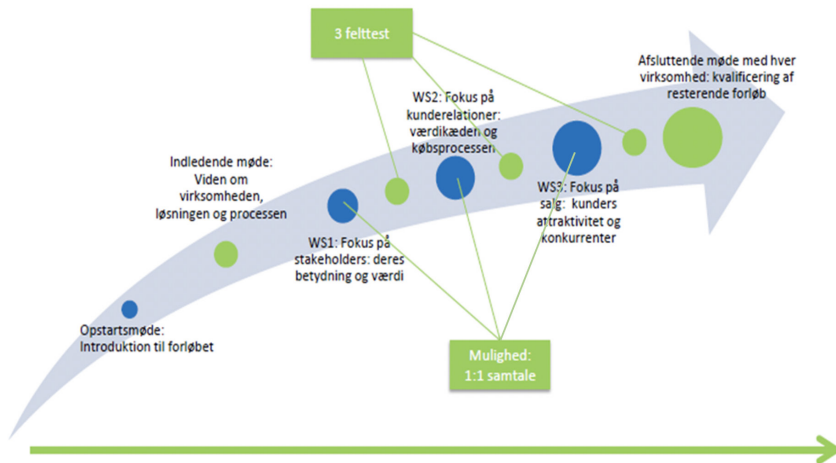 3 felttest
Afsluttende møde med hver
virksomhed: kvalificering af
resterende forløb
WS2: Fokus på
kunderelationer:
værdikæden og
købsprocessen
Indledende møde:
Viden om
virksomheden,
løsningen og processen
WS3: Fokus på
salg: kunders
attraktivitet og
konkurrenter
WS1: Fokus på
stakeholders: deres
betydning og værdi
Opstartsmøde:
Introduktion til forløbet
Mulighed:
1:1 samtale